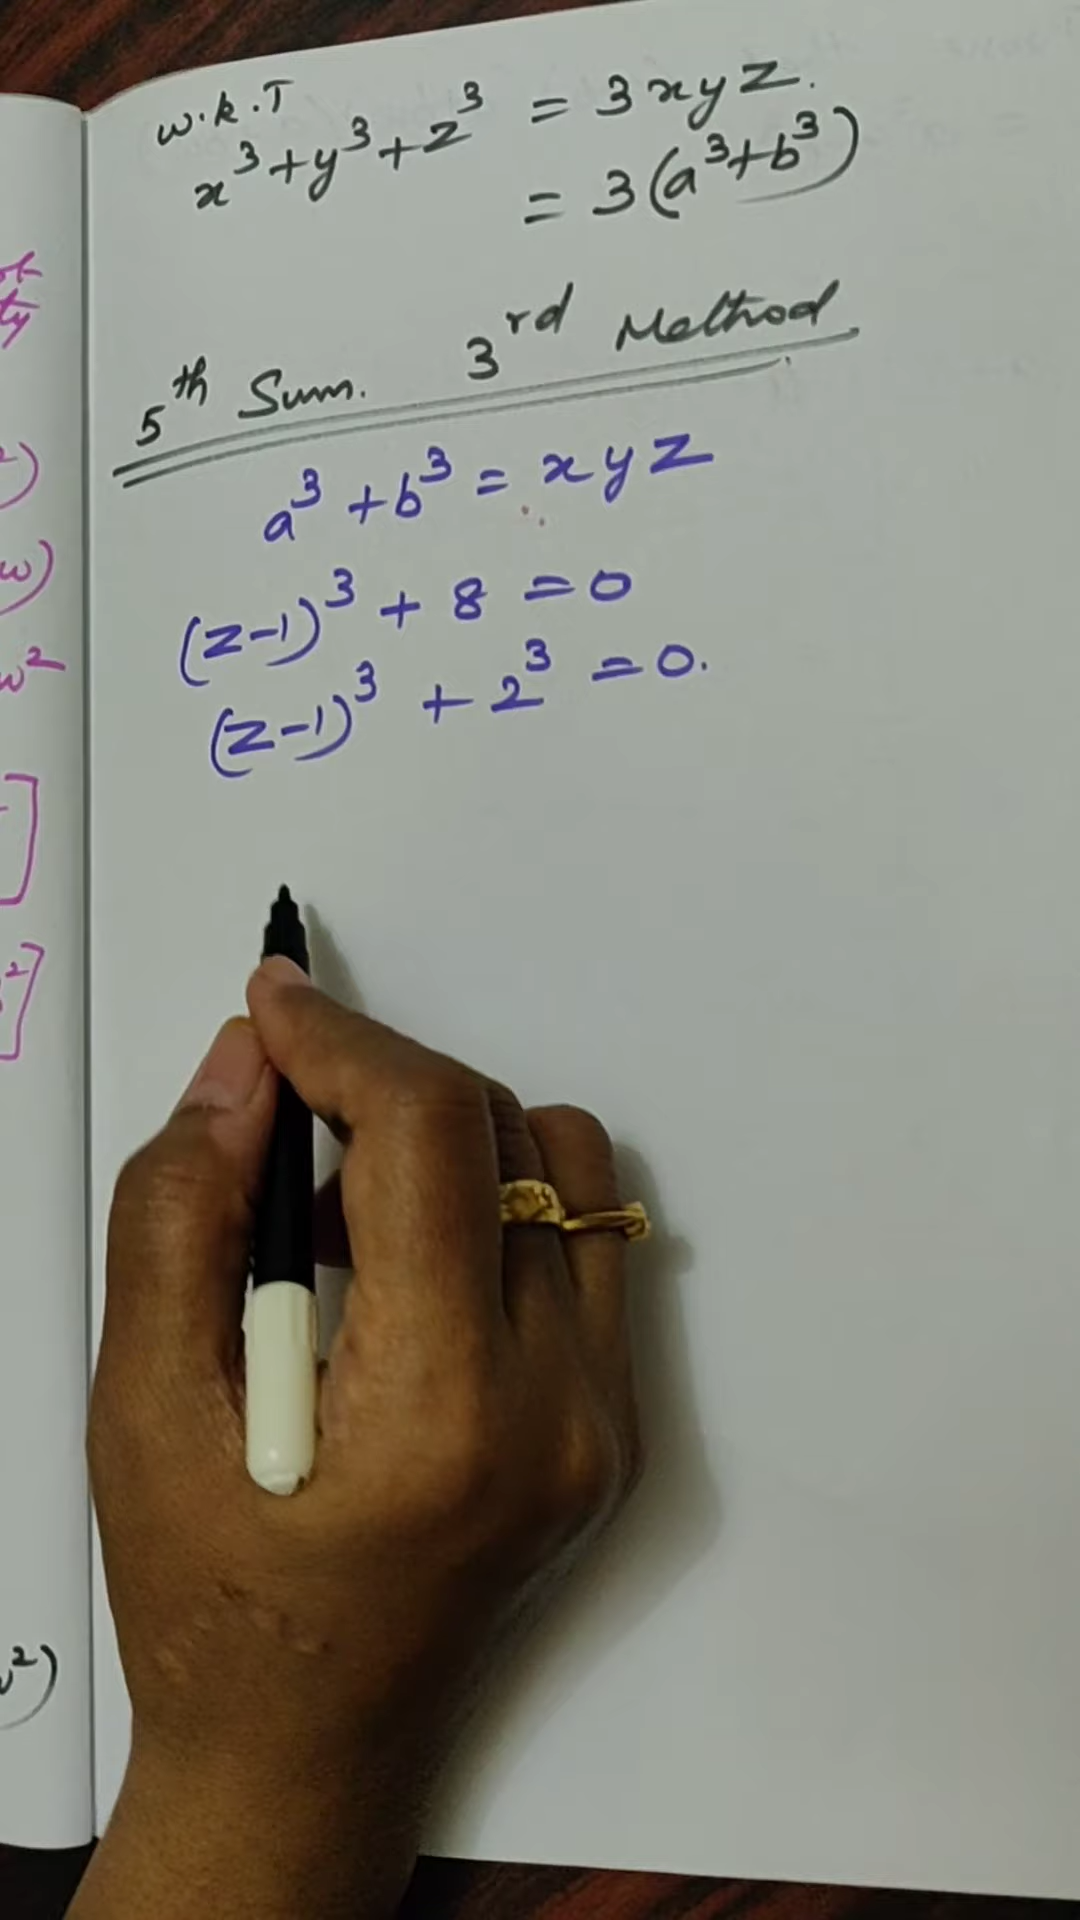 w.k.T
x³+y³+z³ = 3xyz.
= 3(a³+b³)
5th Sum. 3rd Method
a³+b³ = xyz
(z-1)³ + 8 = 0
(z-1)³ + 2³ = 0.
w)
w²